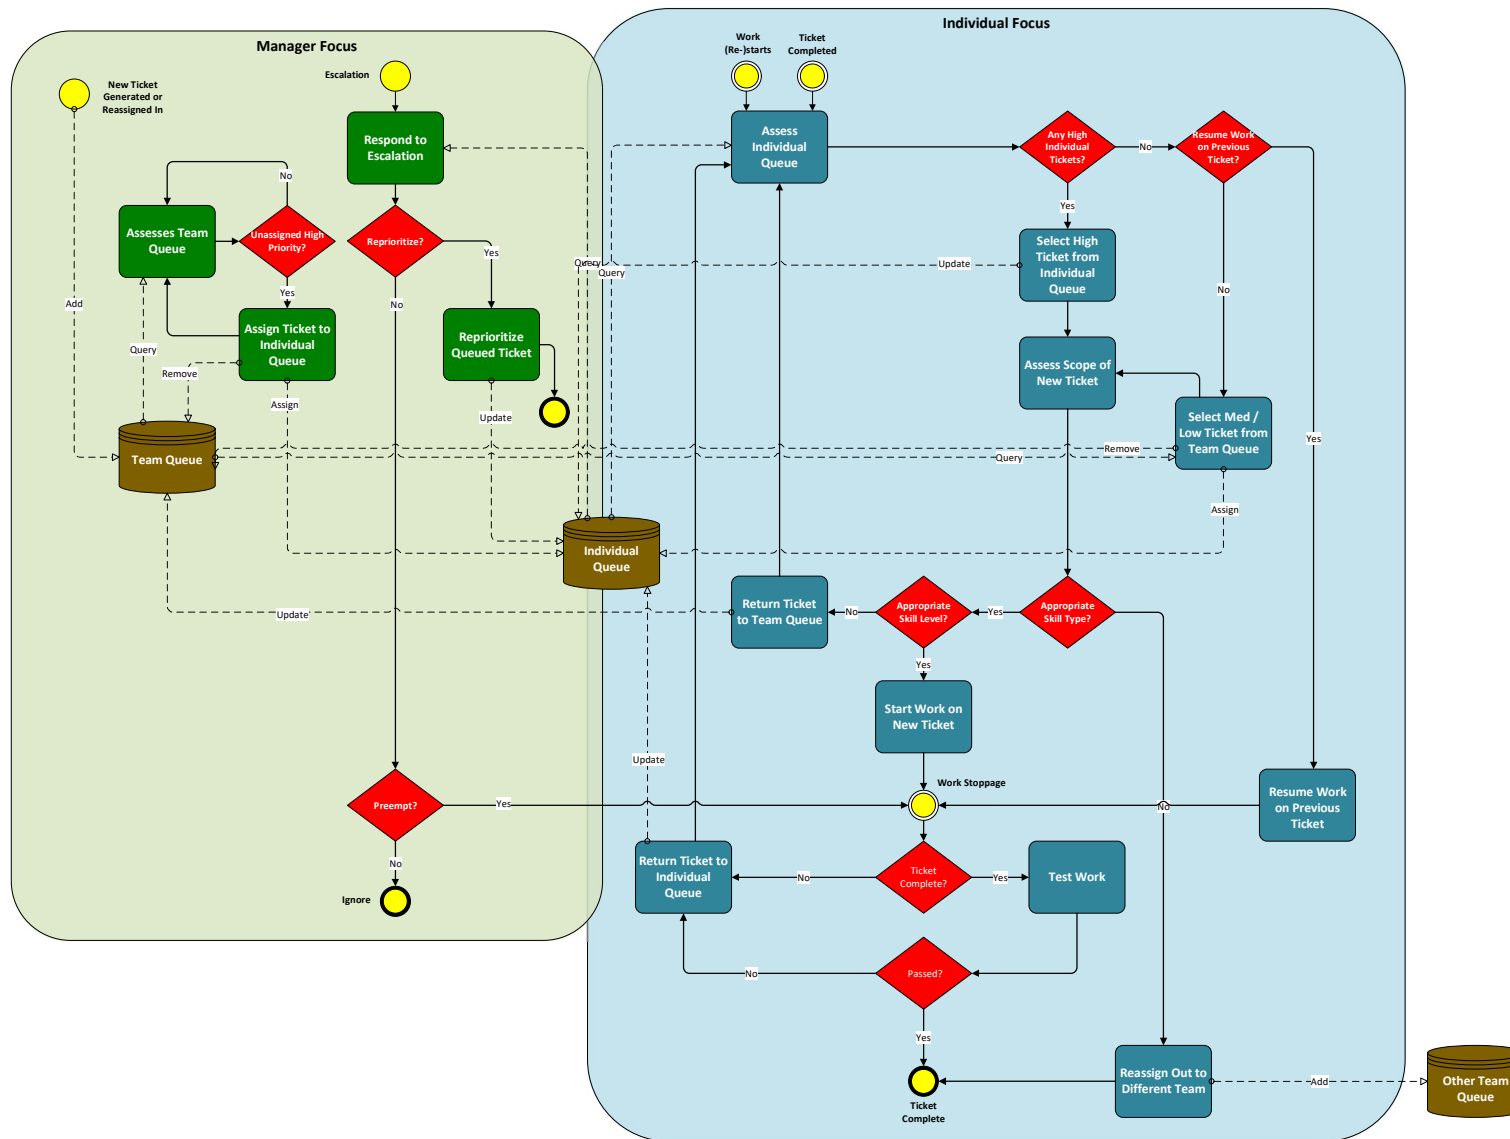 Individual Focus
Manager Focus
Work
(Re-)starts
Ticket
Completed
Escalation
New Ticket
Generated or
Reassigned In
Respond to
Escalation
Assess
Individual
Queue
Any High
Individual
Tickets?
No
Resume Work
on Previous
Ticket?
No
Yes
Assesses Team
Queue
Unassigned High
Priority?
Reprioritize?
Yes
Select High
Ticket from
Individual
Queue
Update
Query
Query
Yes
No
No
Add
Assign Ticket to
Individual
Queue
Reprioritize
Queued Ticket
Query
Remove
Assess Scope of
New Ticket
Assign
Update
Select Med /
Low Ticket from
Team Queue
Yes
Remove
Query
Team Queue
Assign
Individual
Queue
Update
Return Ticket
to Team Queue
No
Appropriate
Skill Level?
Yes
Appropriate
Skill Type?
Yes
Start Work on
New Ticket
Update
Work Stoppage
Preempt?
Yes
No
Resume Work
on Previous
Ticket
No
Ignore
Return Ticket to
Individual
Queue
No
Ticket
Complete?
Yes
Test Work
No
Passed?
Yes
Ticket
Complete
Reassign Out to
Different Team
Add
Other Team
Queue